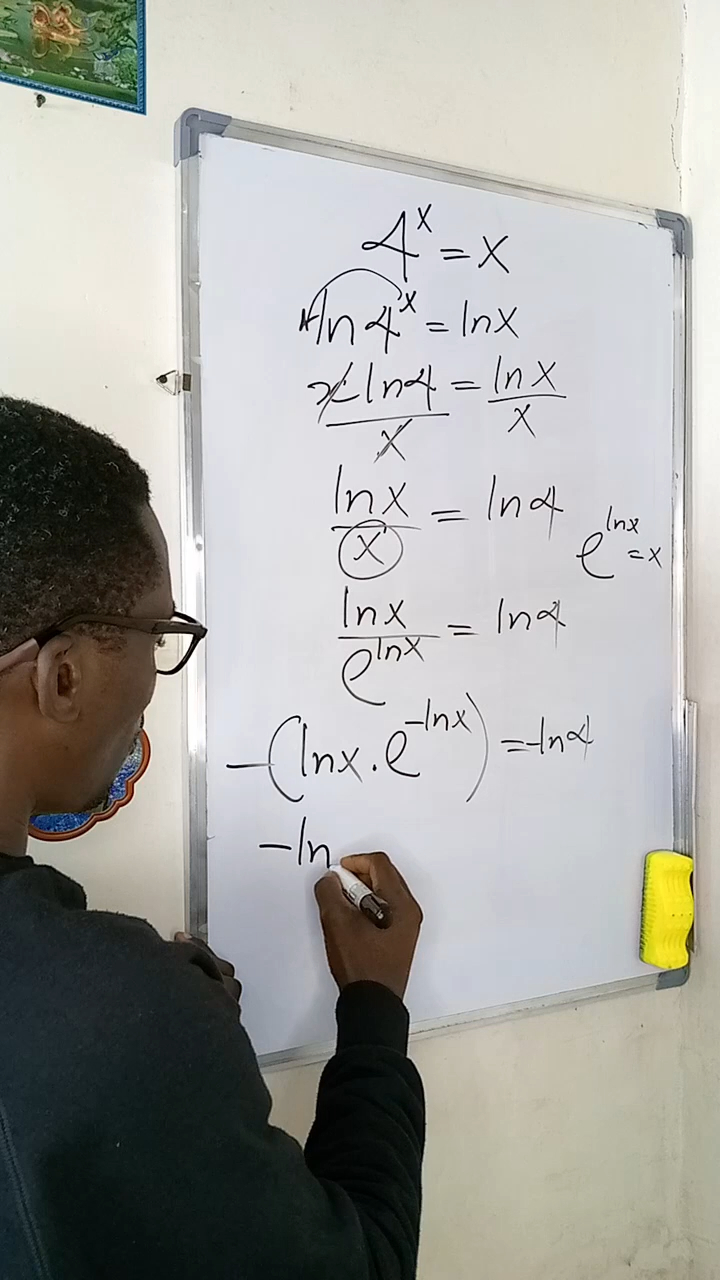 4^x = x
ln 4^x = ln x
x ln 4 / x = ln x / x
ln x / x = ln 4
e^(ln x) = x
ln x / e^(ln x) = ln 4
-(ln x . e^(-ln x)) = -ln 4
-ln